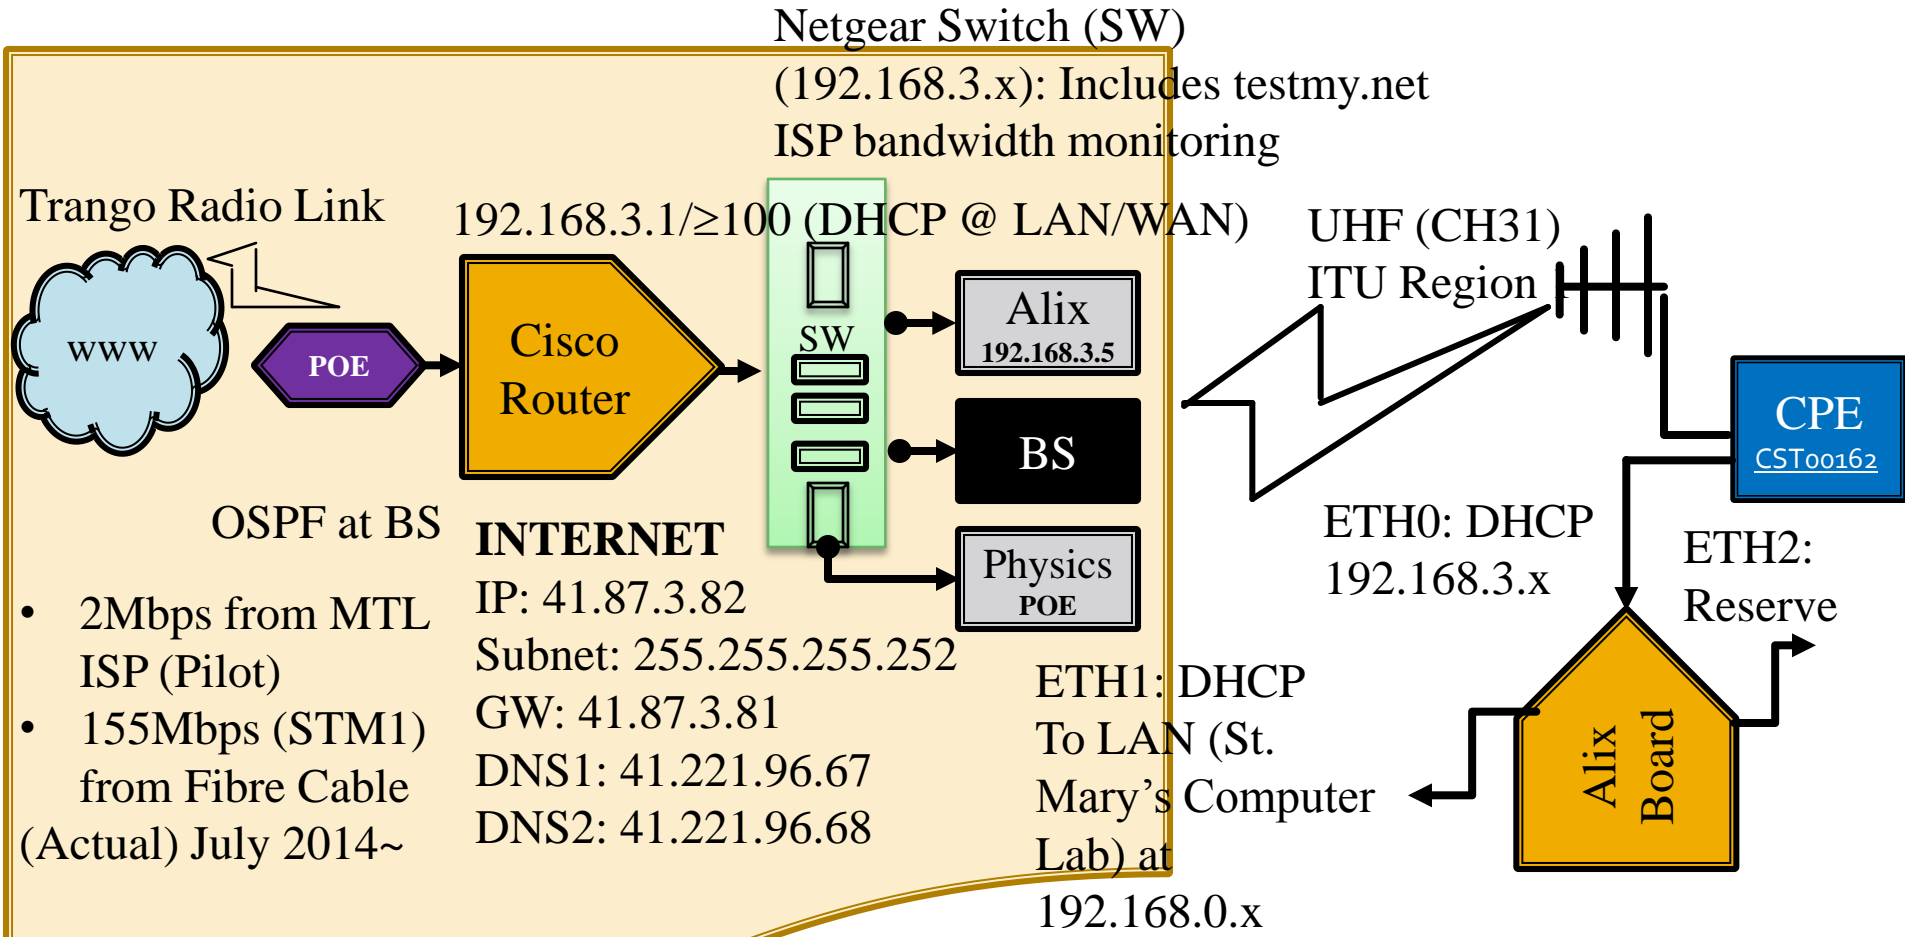 Netgear Switch (SW)
(192.168.3.x): Includes testmy.net
ISP bandwidth monitoring
Trango Radio Link
192.168.3.1/≥100 (DHCP @ LAN/WAN)
UHF (CH31)
ITU Region
www
POE
Cisco
Router
SW
Alix
192.168.3.5
BS
Physics
POE
CPE
CST00162
OSPF at BS
• 2Mbps from MTL
ISP (Pilot)
• 155Mbps (STM1)
from Fibre Cable
(Actual) July 2014~
INTERNET
IP: 41.87.3.82
Subnet: 255.255.255.252
GW: 41.87.3.81
DNS1: 41.221.96.67
DNS2: 41.221.96.68
ETH0: DHCP
192.168.3.x
ETH2:
Reserve
ETH1: DHCP
To LAN (St.
Mary’s Computer
Lab) at
192.168.0.x
Alix
Board